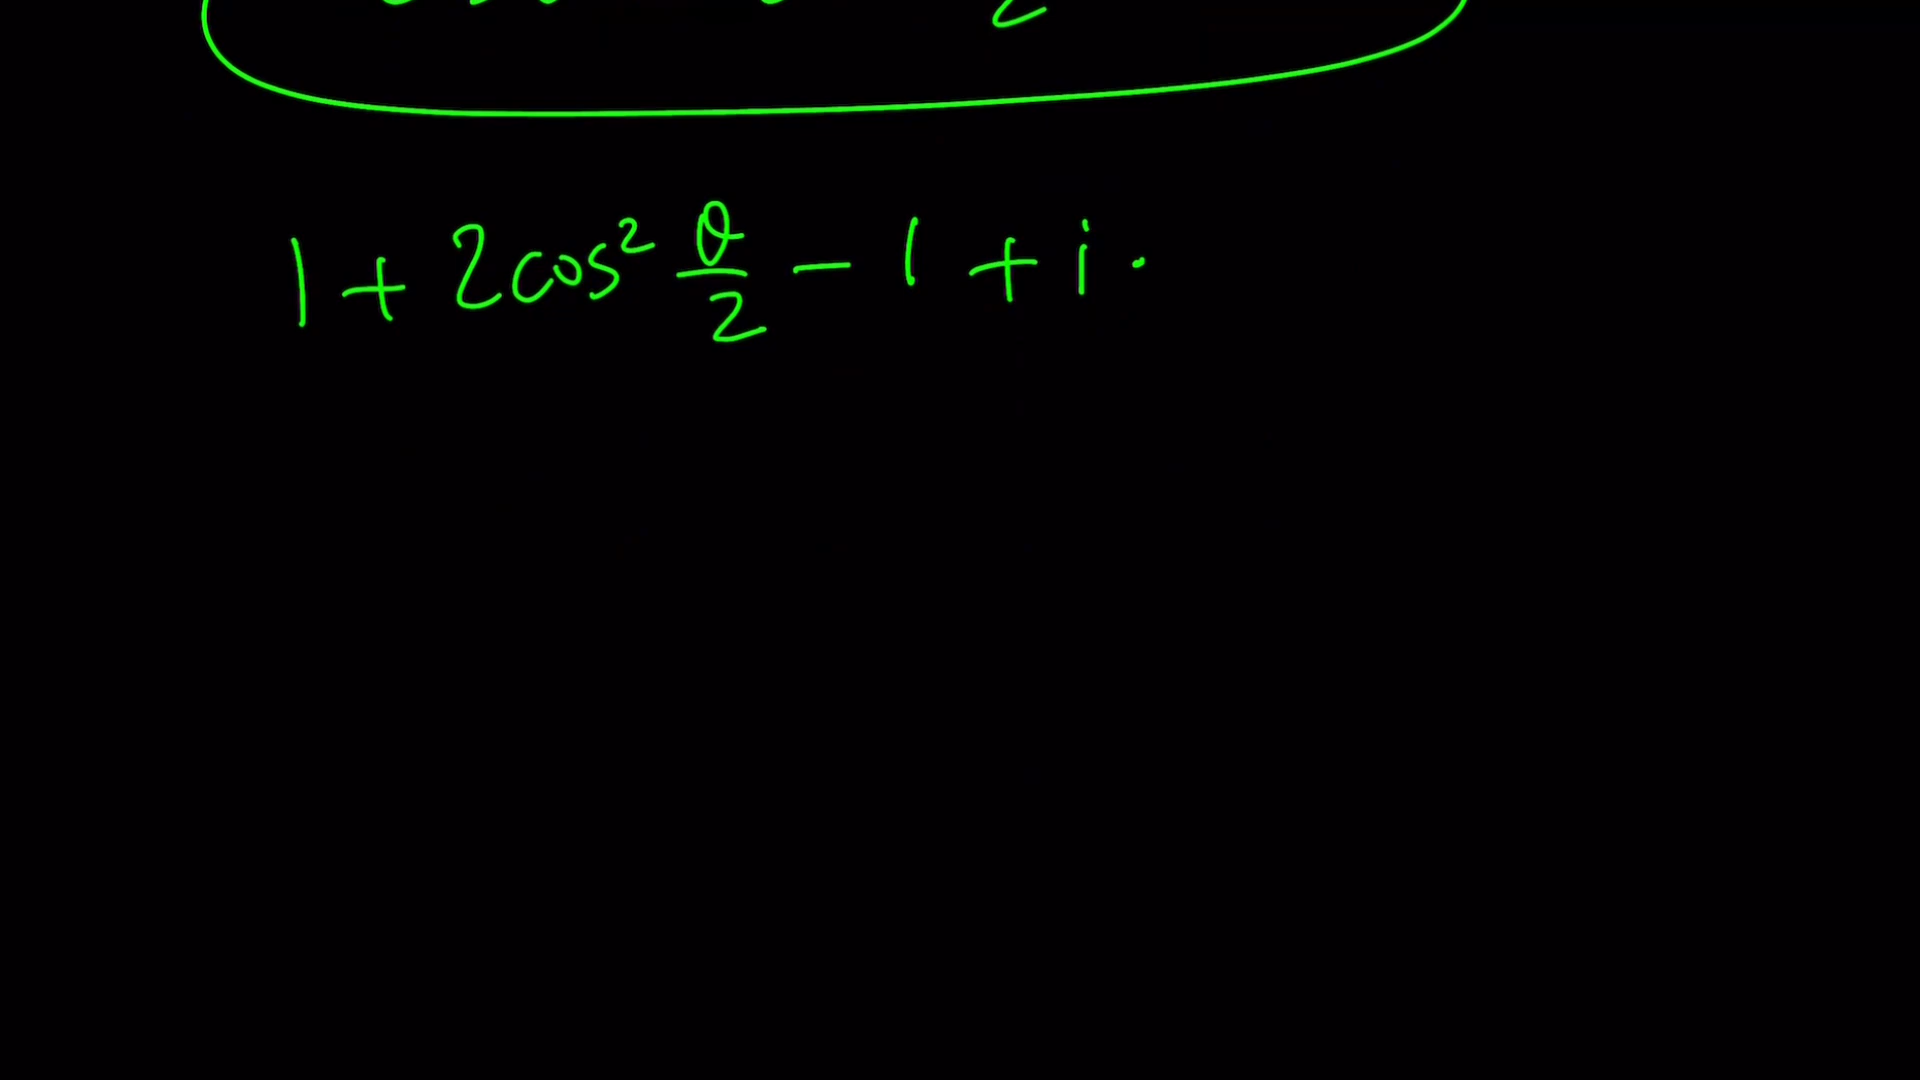 1 + 2cos² θ/2 − 1 + i ·